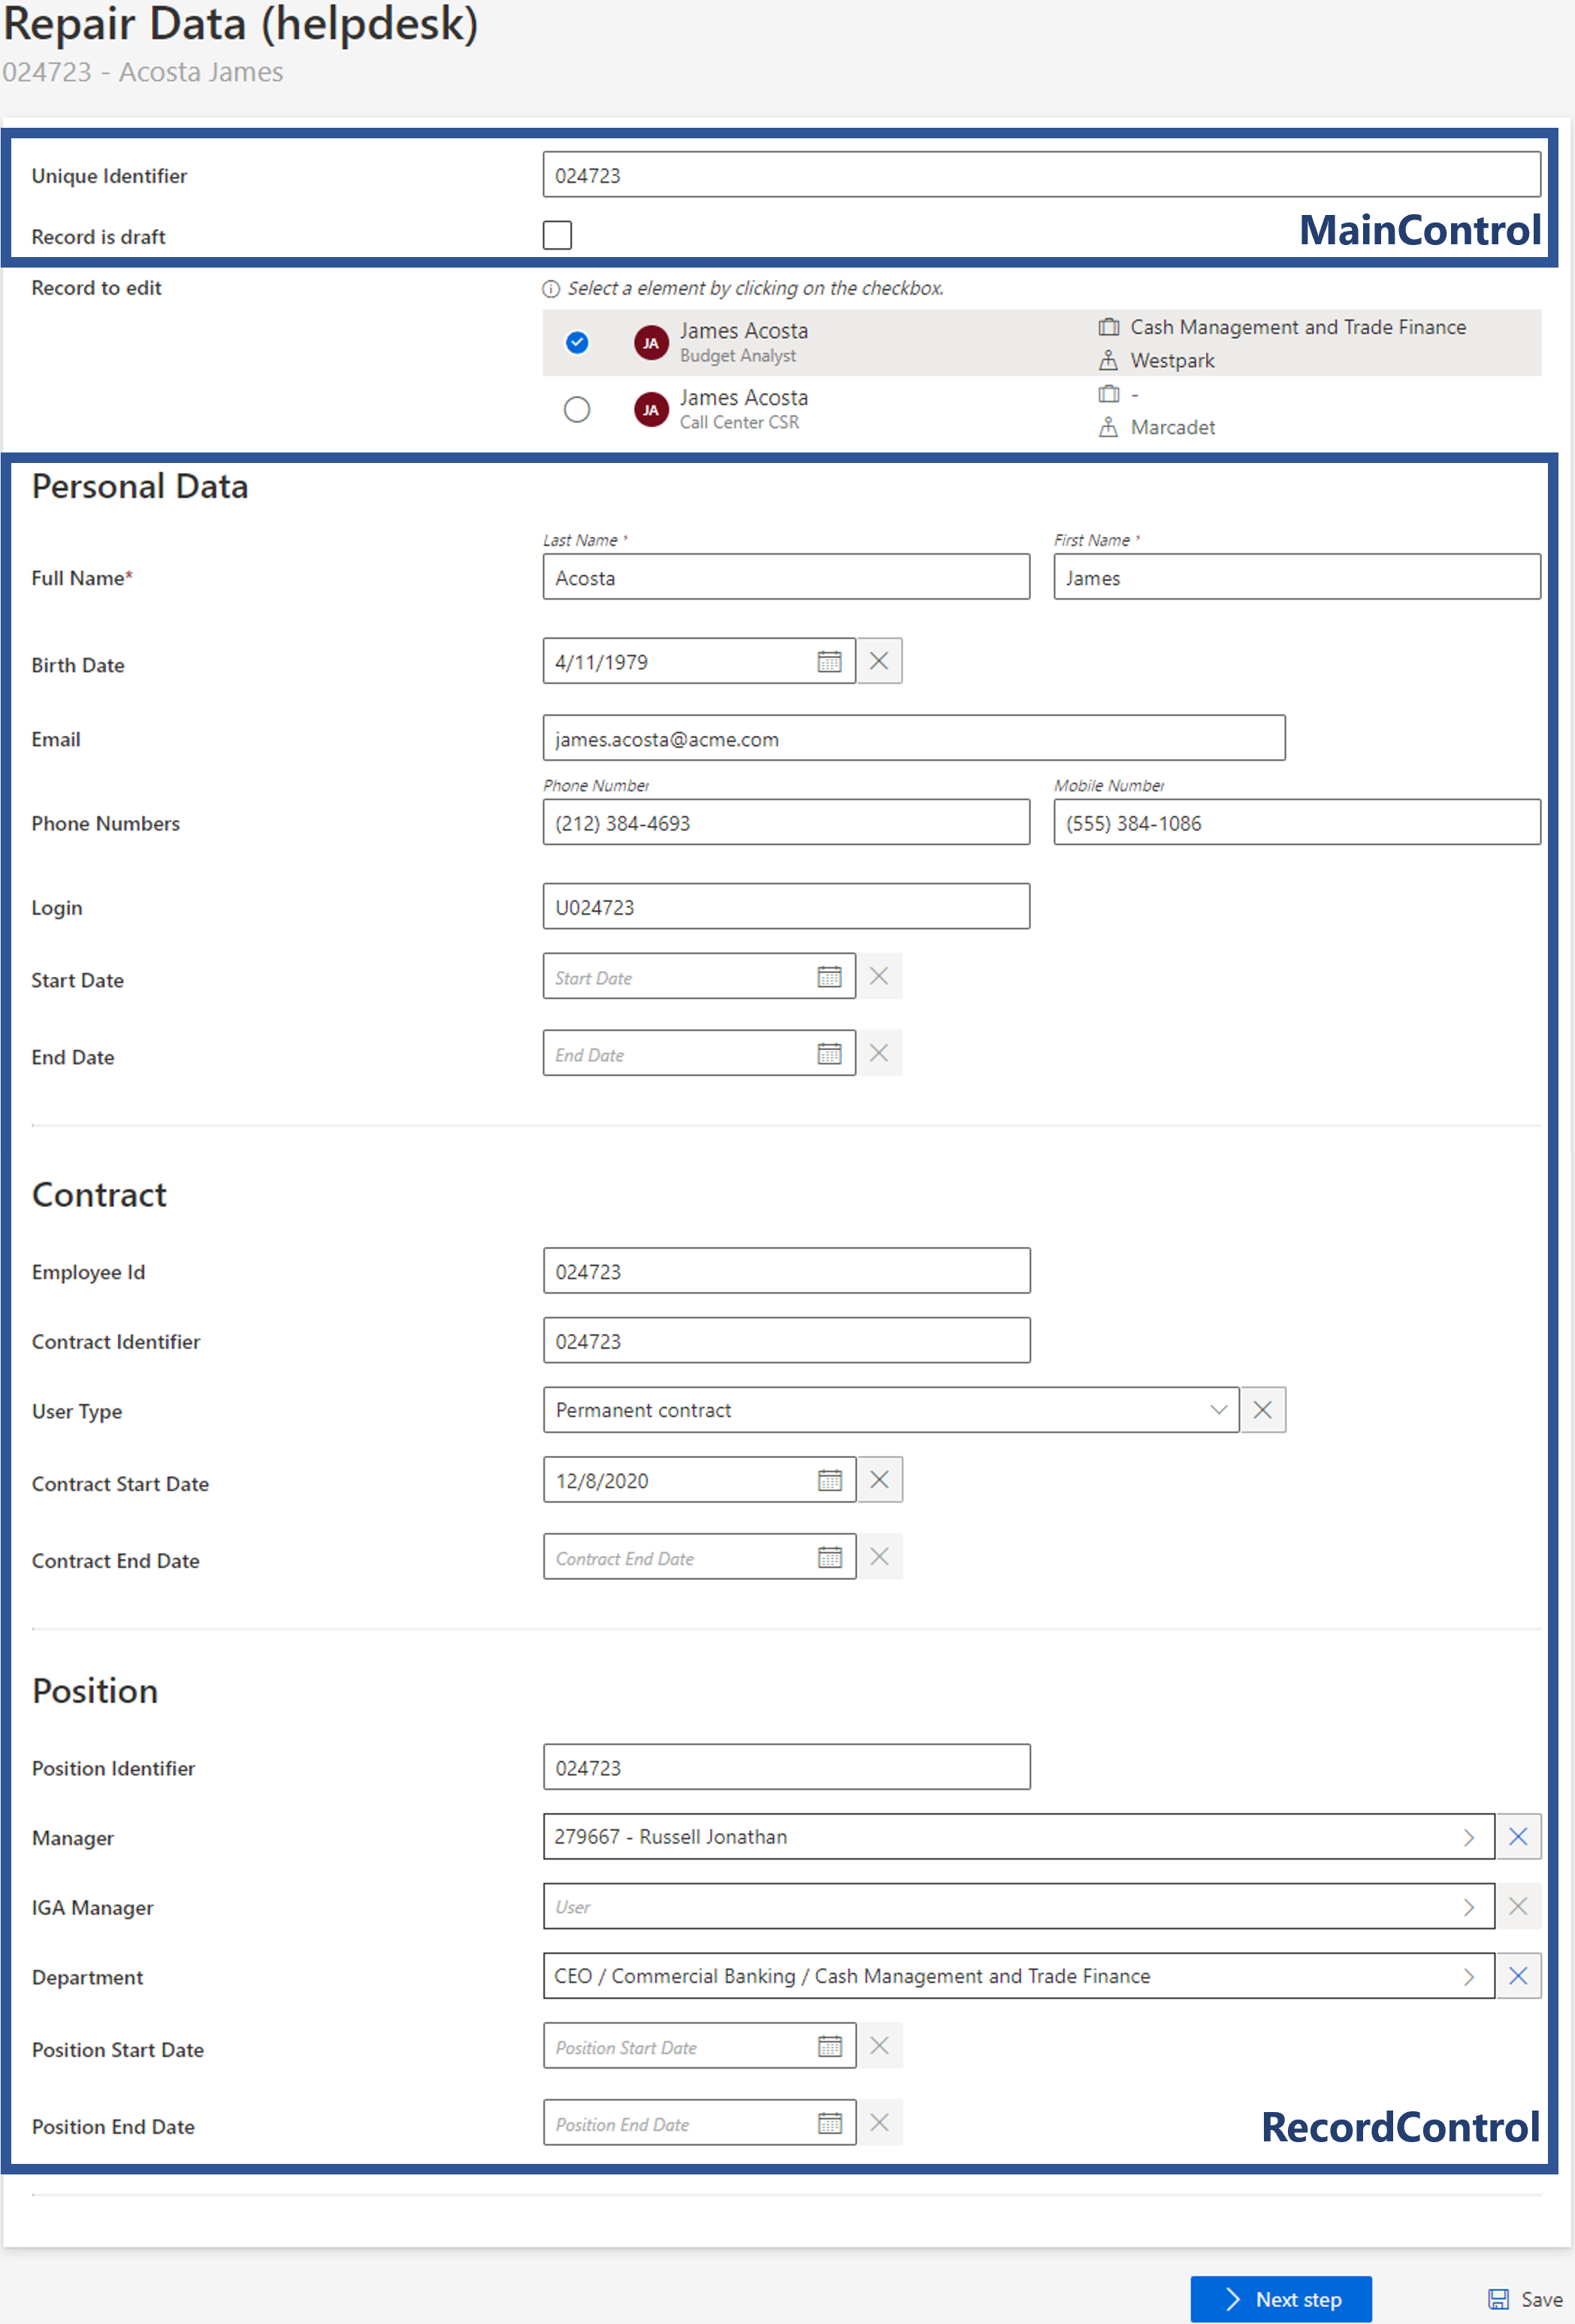 Repair Data (helpdesk)
024723 - Acosta James
Unique Identifier 024723
Record is draft
MainControl
Record to edit Select a element by clicking on the checkbox.
JA James Acosta Cash Management and Trade Finance
Budget Analyst Westpark
JA James Acosta -
Call Center CSR Marcadet
Personal Data
Last Name * First Name *
Full Name* Acosta James
Birth Date 4/11/1979
Email james.acosta@acme.com
Phone Number Mobile Number
Phone Numbers (212) 384-4693 (555) 384-1086
Login U024723
Start Date Start Date
End Date End Date
Contract
Employee Id 024723
Contract Identifier 024723
User Type Permanent contract
Contract Start Date 12/8/2020
Contract End Date Contract End Date
Position
Position Identifier 024723
Manager 279667 - Russell Jonathan
IGA Manager User
Department CEO / Commercial Banking / Cash Management and Trade Finance
Position Start Date Position Start Date
Position End Date Position End Date
RecordControl
Next step Save